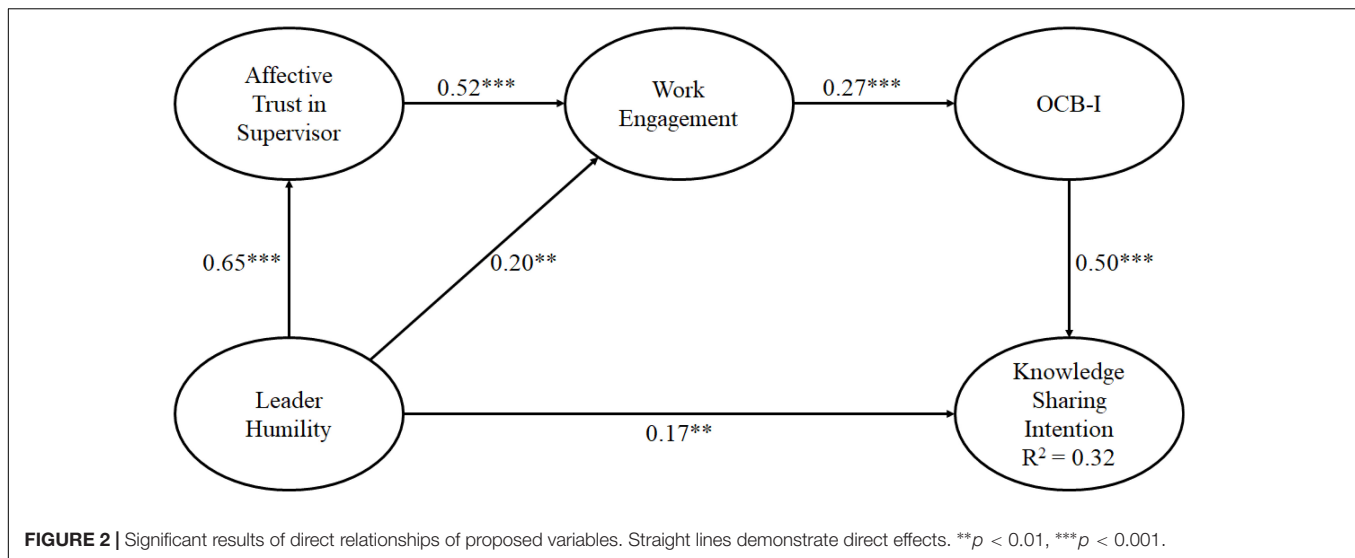 Affective
Trust in
Supervisor
0.52***
Work
Engagement
0.27***
OCB-I
0.65***
0.20**
0.50***
Leader
Humility
0.17**
Knowledge
Sharing
Intention
R² = 0.32
FIGURE 2 | Significant results of direct relationships of proposed variables. Straight lines demonstrate direct effects. **p < 0.01, ***p < 0.001.